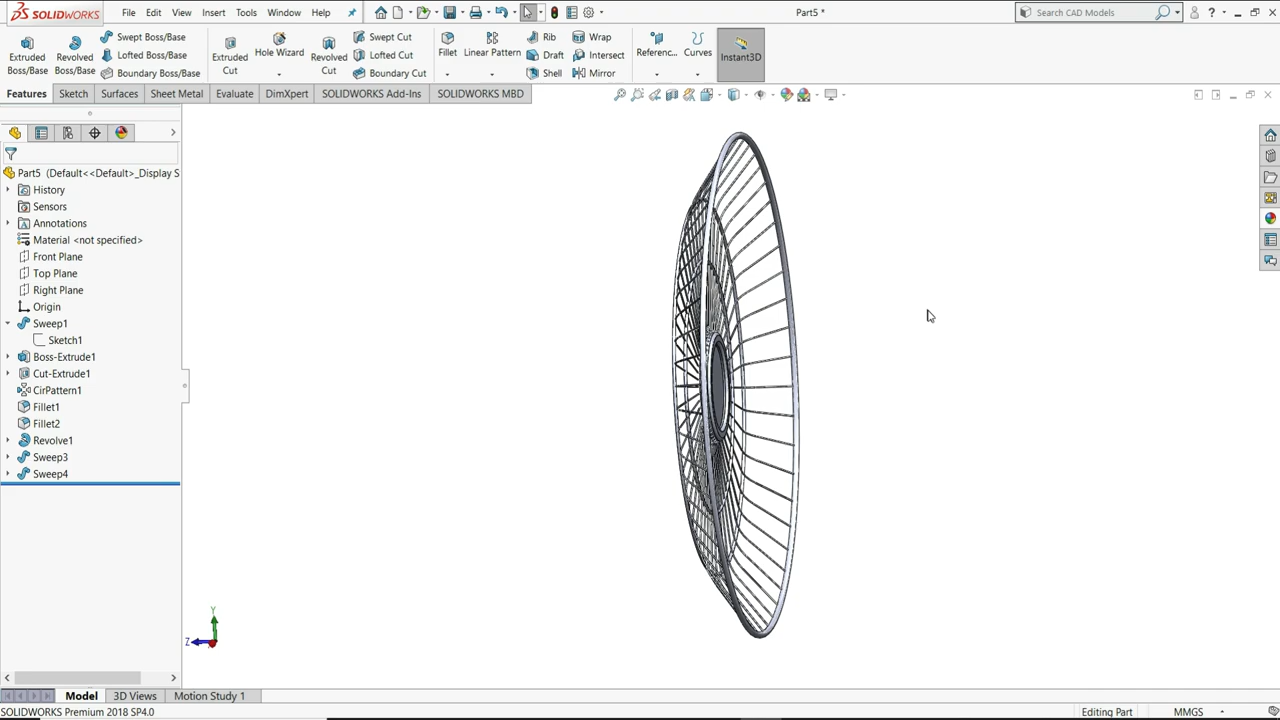 SOLIDWORKS File Edit View Insert Tools Window Help Part5 * Search CAD Models ?
Extruded Boss/Base Revolved Boss/Base Swept Boss/Base Lofted Boss/Base Boundary Boss/Base Extruded Cut Hole Wizard Revolved Cut Swept Cut Lofted Cut Boundary Cut Fillet Linear Pattern Rib Draft Shell Wrap Intersect Mirror Referenc... Curves Instant3D
Features Sketch Surfaces Sheet Metal Evaluate DimXpert SOLIDWORKS Add-Ins SOLIDWORKS MBD
Part5 (Default<<Default>_Display S
History
Sensors
Annotations
Material <not specified>
Front Plane
Top Plane
Right Plane
Origin
Sweep1
Sketch1
Boss-Extrude1
Cut-Extrude1
CirPattern1
Fillet1
Fillet2
Revolve1
Sweep3
Sweep4
Y
Z
Model 3D Views Motion Study 1
SOLIDWORKS Premium 2018 SP4.0 Editing Part MMGS